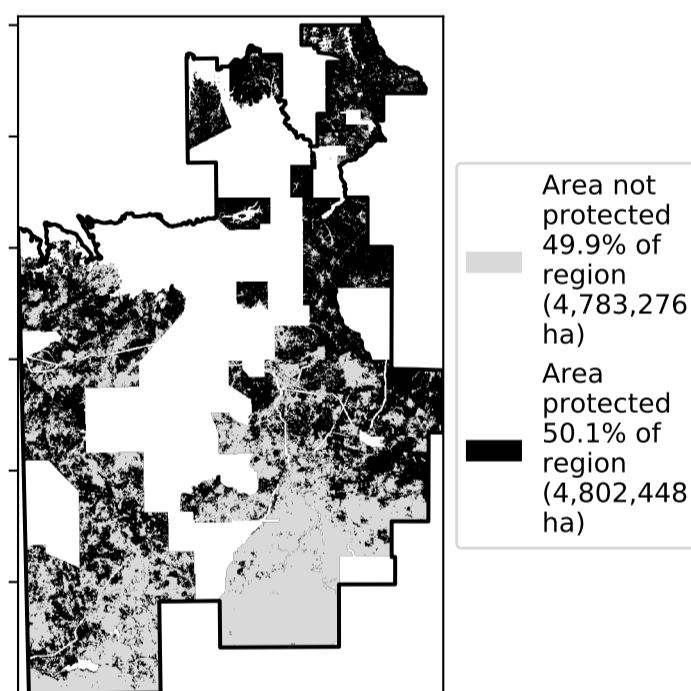 Area not
protected
49.9% of
region
(4,783,276
ha)
Area
protected
50.1% of
region
(4,802,448
ha)